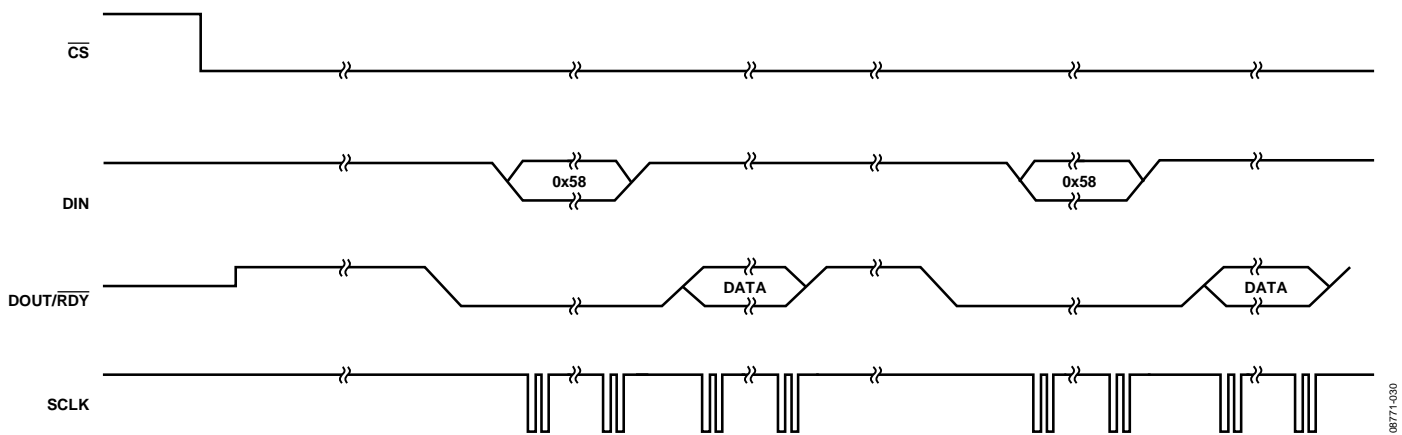 CS
DIN
0x58
0x58
DOUT/RDY
DATA
DATA
SCLK
08771-030